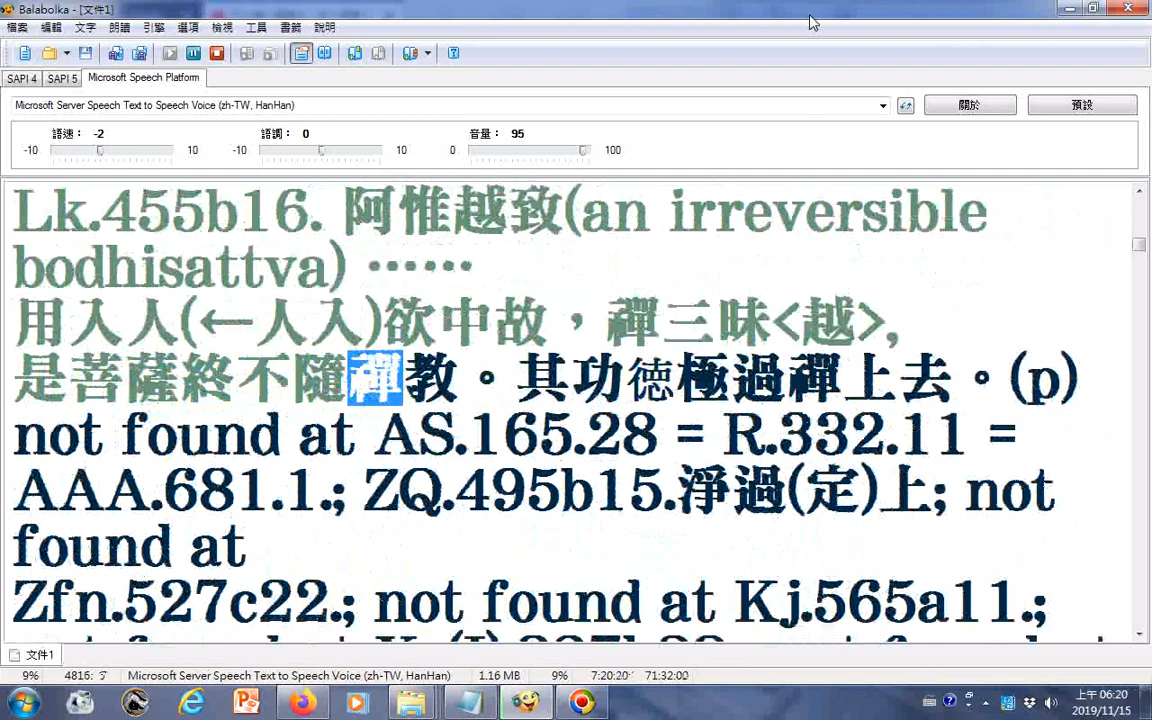 Balabolka - [文件1]
檔案 編輯 文字 朗讀 引擎 選項 檢視 工具 書籤 說明
SAPI 4 SAPI 5 Microsoft Speech Platform
Microsoft Server Speech Text to Speech Voice (zh-TW, HanHan) 關於 預設
語速： -2 語調： 0 音量： 95
-10 10 -10 10 0 100
Lk.455b16. 阿惟越致(an irreversible
bodhisattva) ⋯⋯
用入人(←人入)欲中故，禪三昧<越>,
是菩薩終不隨禪教。其功徳極過禪上去。(p)
not found at AS.165.28 = R.332.11 =
AAA.681.1.; ZQ.495b15.淨過(定)上; not
found at
Zfn.527c22.; not found at Kj.565a11.;
文件1
9% 4816: Microsoft Server Speech Text to Speech Voice (zh-TW, HanHan) 1.16 MB 9% 7:20:20 71:32:00
上午 06:20
2019/11/15